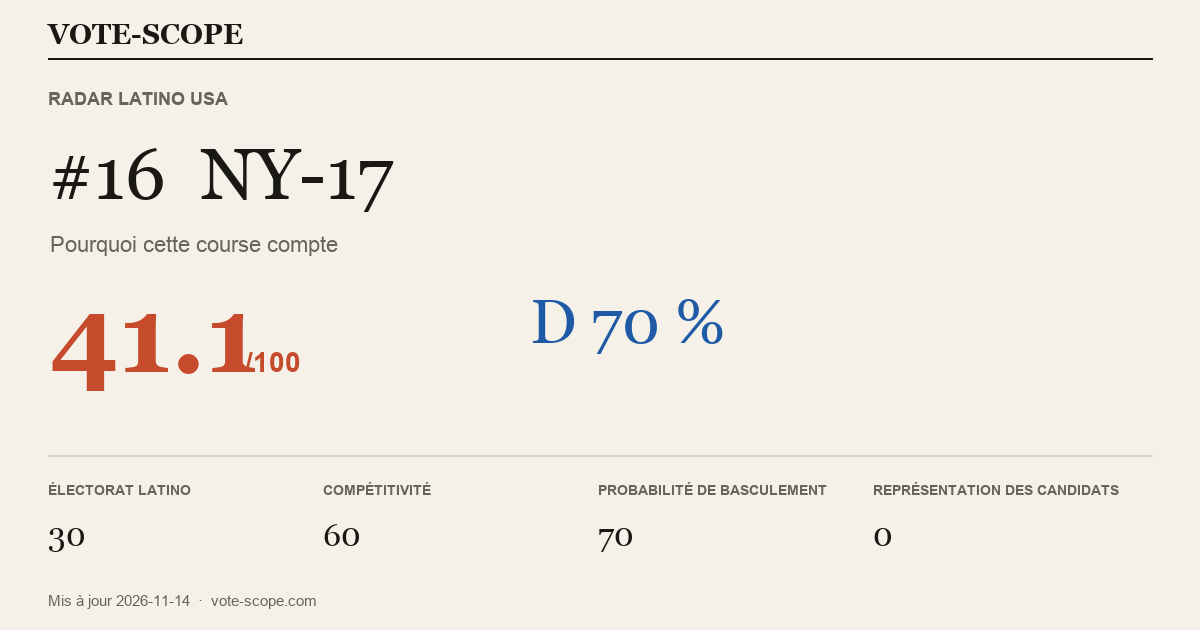 VOTE-SCOPE
RADAR LATINO USA
#16 NY-17
Pourquoi cette course compte
41.1/100
D 70 %
ÉLECTORAT LATINO
COMPÉTITIVITÉ
PROBABILITÉ DE BASCULEMENT
REPRÉSENTATION DES CANDIDATS
30
60
70
0
Mis à jour 2026-11-14 · vote-scope.com